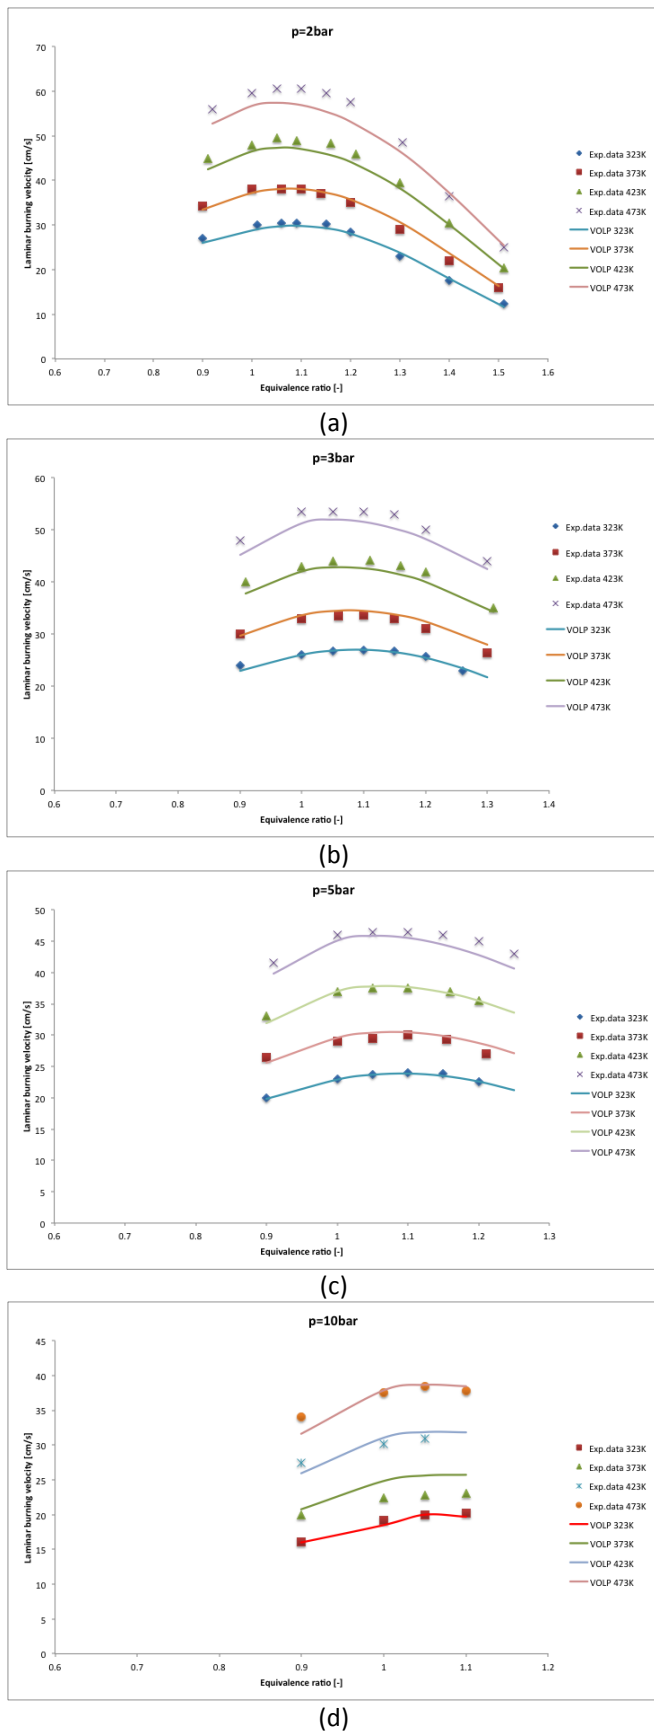 p=2bar
Laminar burning velocity [cm/s]
70
60
50
40
30
20
10
0
0.6 0.7 0.8 0.9 1 1.1 1.2 1.3 1.4 1.5 1.6
Equivalence ratio [-]
Exp.data 323K
Exp.data 373K
Exp.data 423K
Exp.data 473K
VOLP 323K
VOLP 373K
VOLP 423K
VOLP 473K
(a)
p=3bar
Laminar burning velocity [cm/s]
60
50
40
30
20
10
0
0.6 0.7 0.8 0.9 1 1.1 1.2 1.3 1.4
Equivalence ratio [-]
Exp.data 323K
Exp.data 373K
Exp.data 423K
Exp.data 473K
VOLP 323K
VOLP 373K
VOLP 423K
VOLP 473K
(b)
p=5bar
Laminar burning velocity [cm/s]
50
45
40
35
30
25
20
15
10
5
0
0.6 0.7 0.8 0.9 1 1.1 1.2 1.3
Equivalence ratio [-]
Exp.data 323K
Exp.data 373K
Exp.data 423K
Exp.data 473K
VOLP 323K
VOLP 373K
VOLP 423K
VOLP 473K
(c)
p=10bar
Laminar burning velocity [cm/s]
45
40
35
30
25
20
15
10
5
0
0.6 0.7 0.8 0.9 1 1.1 1.2
Equivalence ratio [-]
Exp.data 323K
Exp.data 373K
Exp.data 423K
Exp.data 473K
VOLP 323K
VOLP 373K
VOLP 423K
VOLP 473K
(d)